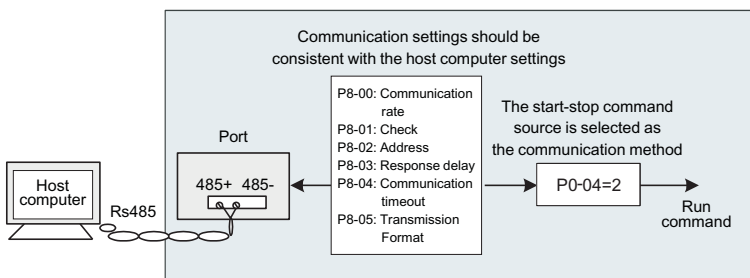 Communication settings should be
consistent with the host computer settings
P8-00: Communication
rate
P8-01: Check
P8-02: Address
P8-03: Response delay
P8-04: Communication
timeout
P8-05: Transmission
Format
Port
485+ 485-
Host
computer
Rs485
The start-stop command
source is selected as
the communication method
P0-04=2
Run
command